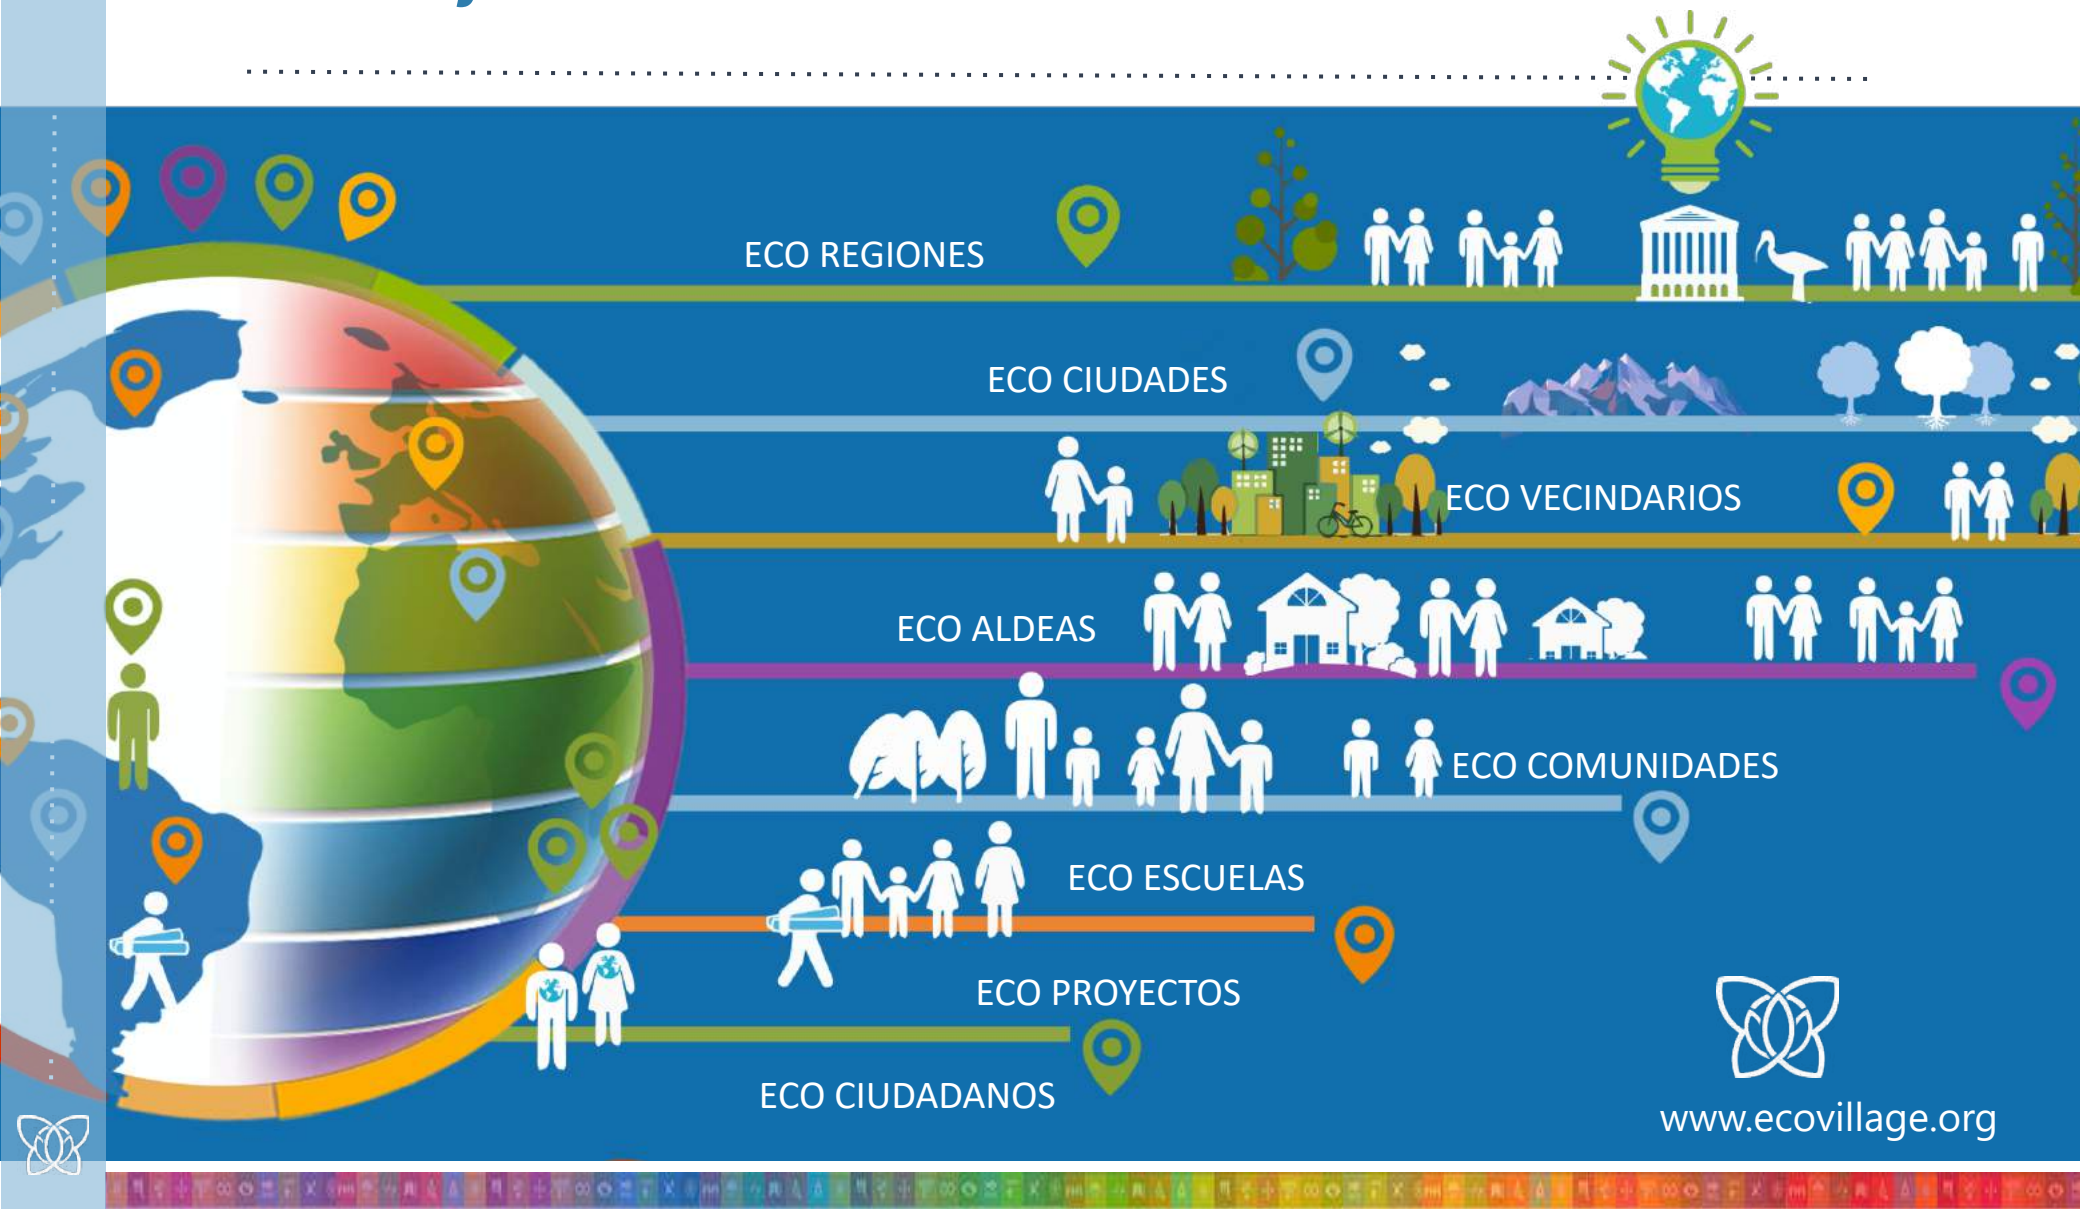 ECO REGIONES
ECO CIUDADES
ECO VECINDARIOS
ECO ALDEAS
ECO COMUNIDADES
ECO ESCUELAS
ECO PROYECTOS
ECO CIUDADANOS
www.ecovillage.org